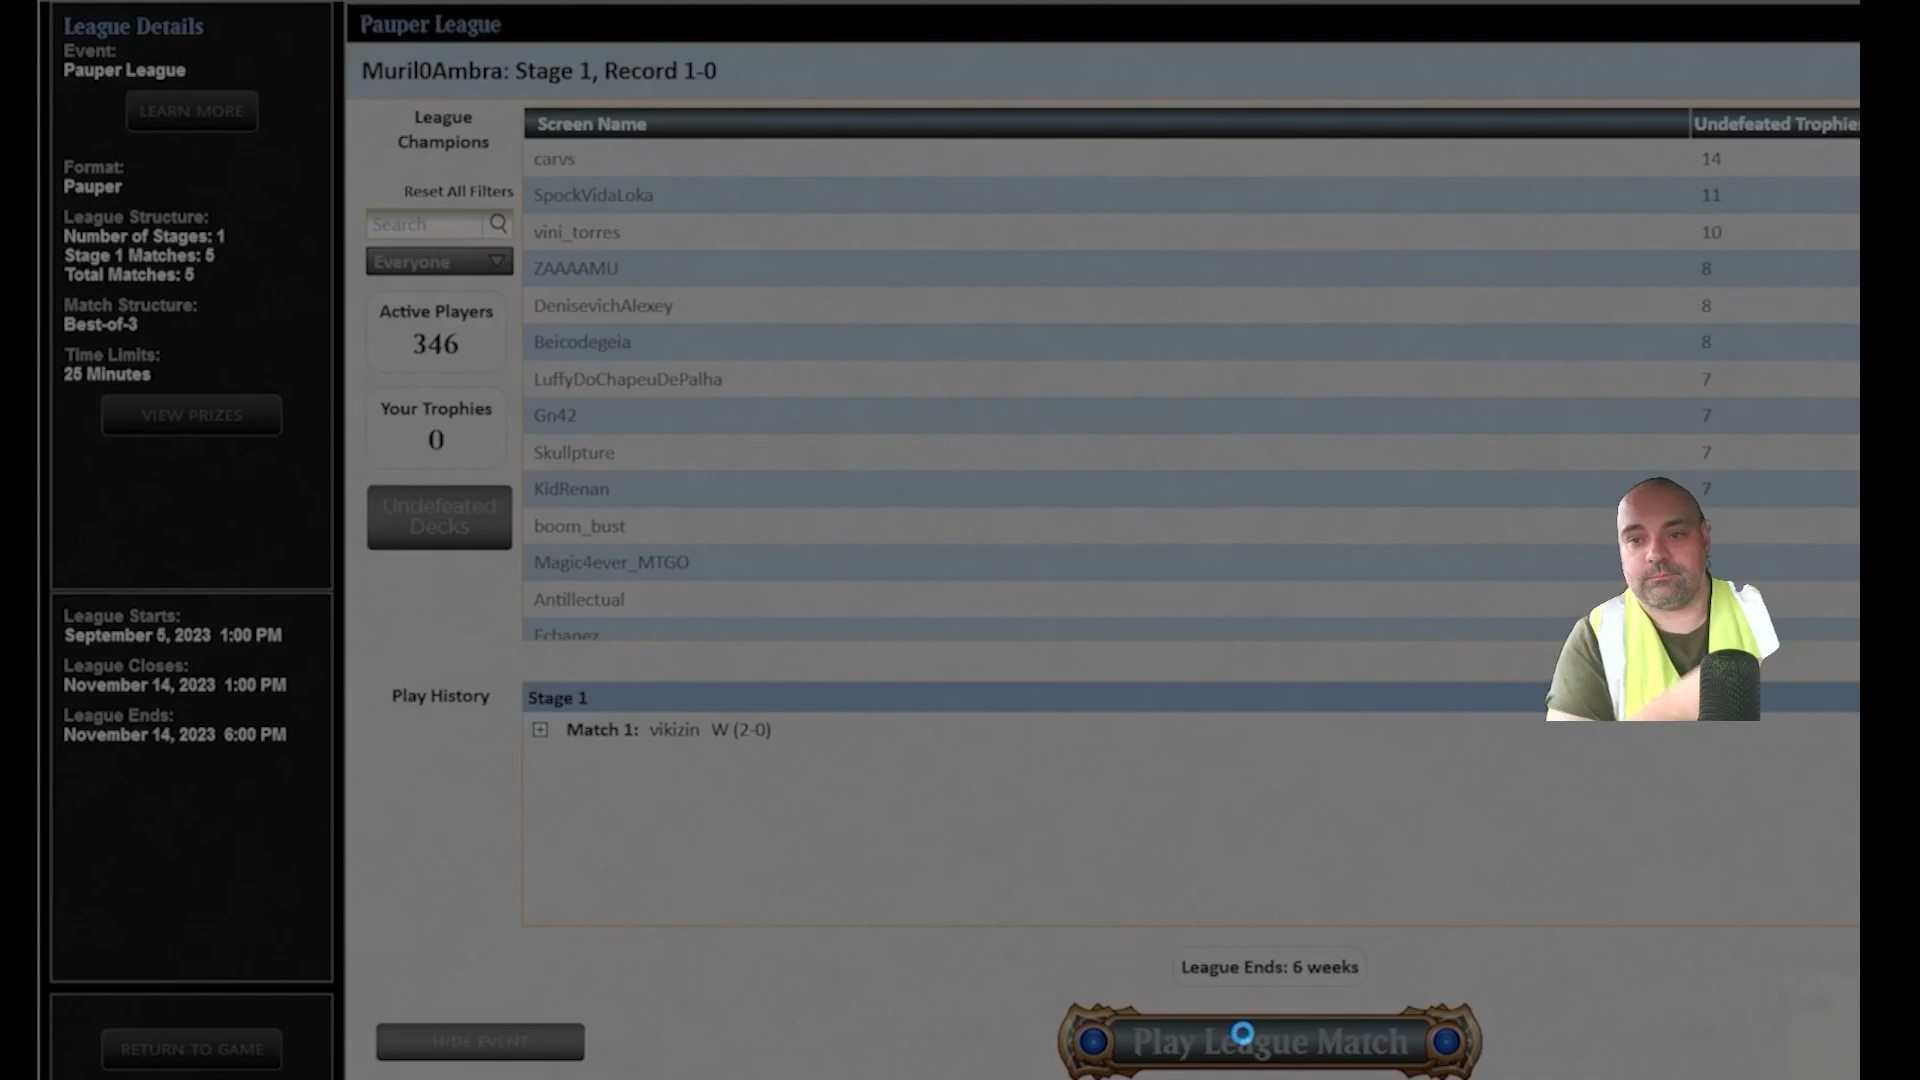 League Details
Event:
Pauper League
LEARN MORE
Format:
Pauper
League Structure:
Number of Stages: 1
Stage 1 Matches: 5
Total Matches: 5
Match Structure:
Best-of-3
Time Limits:
25 Minutes
VIEW PRIZES
League Starts:
September 5, 2023 1:00 PM
League Closes:
November 14, 2023 1:00 PM
League Ends:
November 14, 2023 6:00 PM
RETURN TO GAME
Pauper League
Muril0Ambra: Stage 1, Record 1-0
League
Champions
Reset All Filters
Search
Everyone
Active Players
346
Your Trophies
0
Undefeated
Decks
Screen Name Undefeated Trophies
carvs 14
SpockVidaLoka 11
vini_torres 10
ZAAAAMU 8
DenisevichAlexey 8
Beicodegeia 8
LuffyDoChapeuDePalha 7
Gn42 7
Skullpture 7
KidRenan 7
boom_bust
Magic4ever_MTGO
Antillectual
Play History
Stage 1
Match 1: vikizin W (2-0)
League Ends: 6 weeks
HIDE EVENT
Play League Match